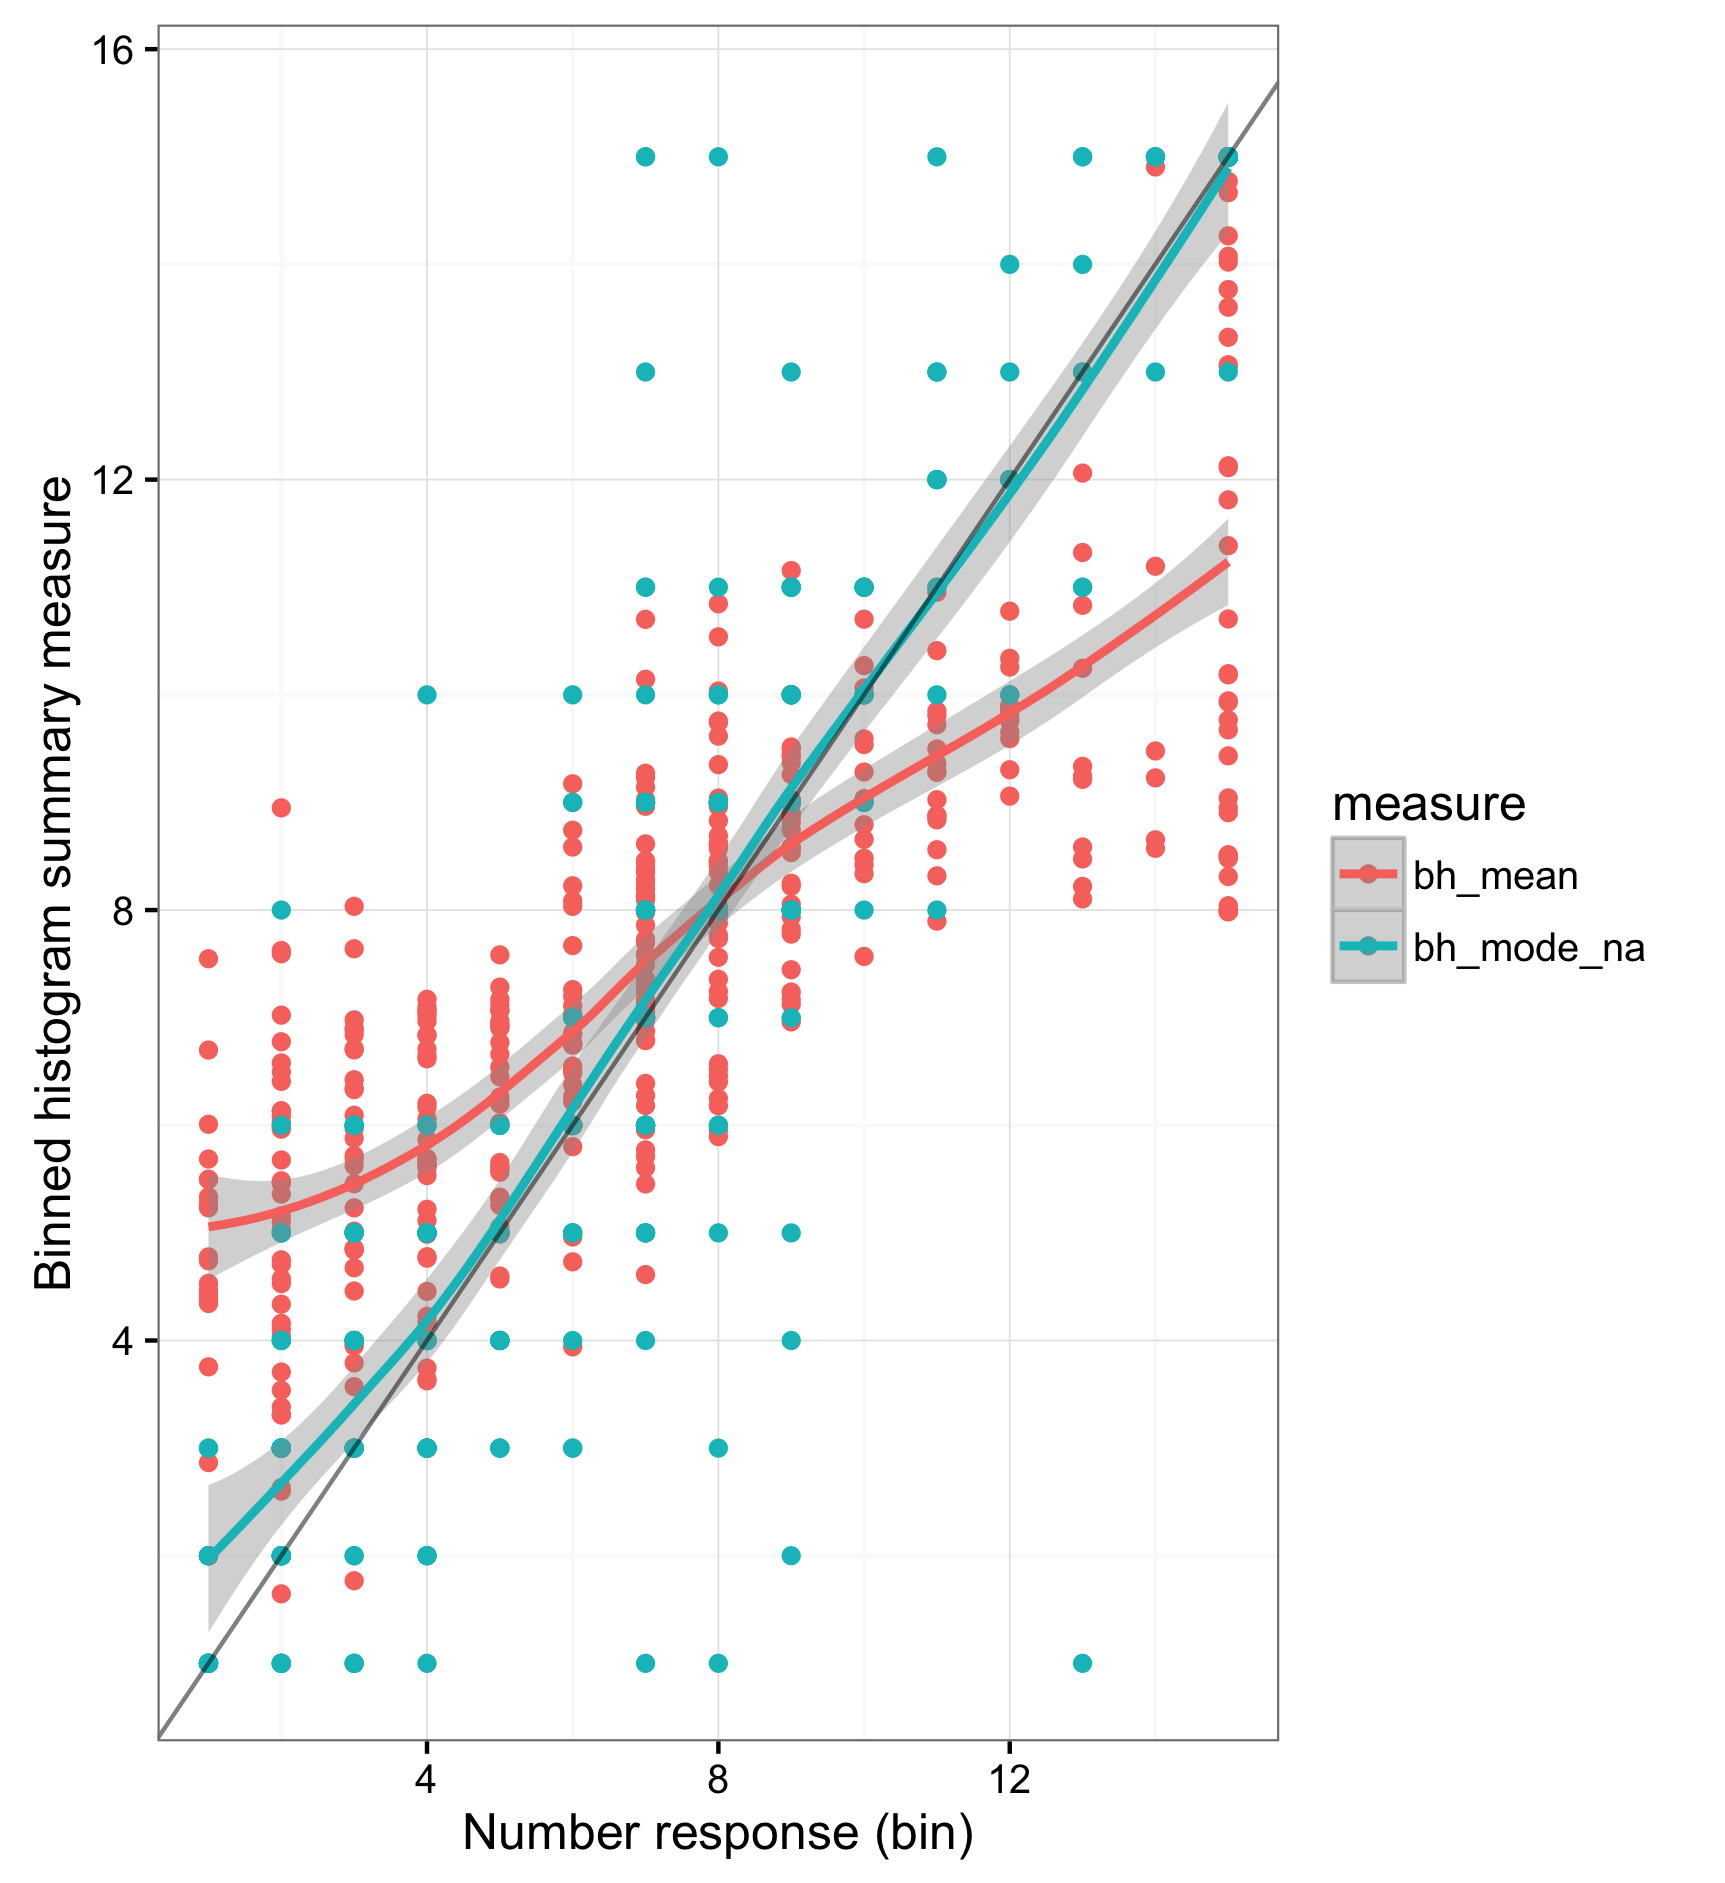 16
12
8
4
4
8
12
Number response (bin)
Binned histogram summary measure
measure
bh_mean
bh_mode_na